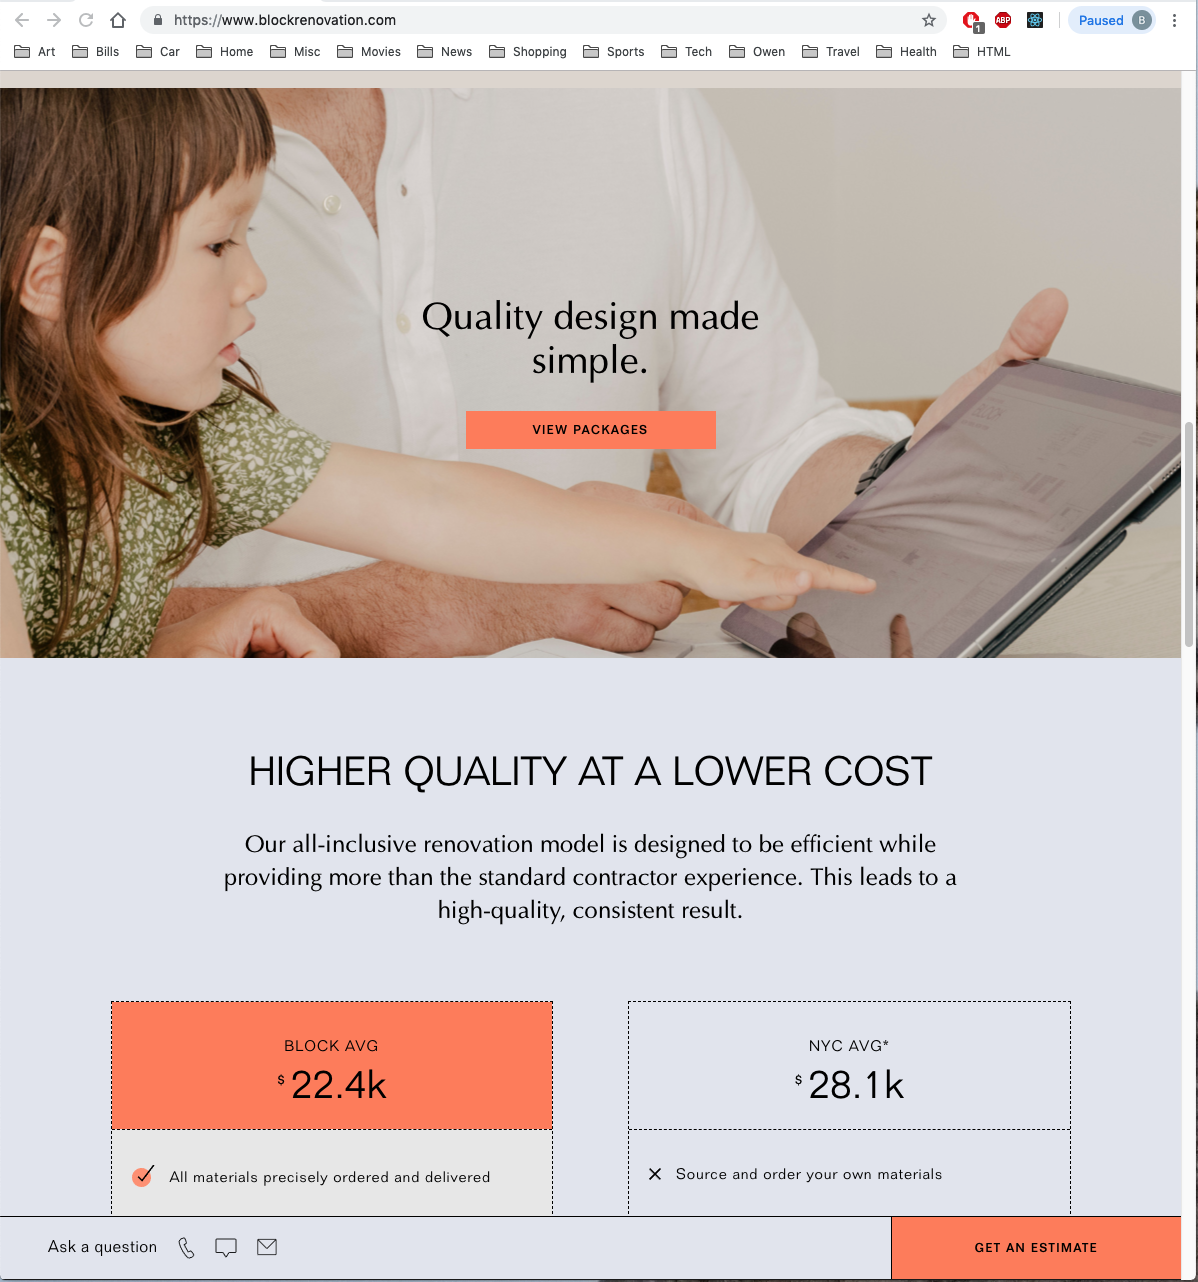 https://www.blockrenovation.com
1
ABP
Paused
B
Art
Bills
Car
Home
Misc
Movies
News
Shopping
Sports
Tech
Owen
Travel
Health
HTML
Quality design made
simple.
VIEW PACKAGES
HIGHER QUALITY AT A LOWER COST
Our all-inclusive renovation model is designed to be efficient while
providing more than the standard contractor experience. This leads to a
high-quality, consistent result.
BLOCK AVG
$ 22.4k
All materials precisely ordered and delivered
NYC AVG*
$ 28.1k
Source and order your own materials
Ask a question
GET AN ESTIMATE